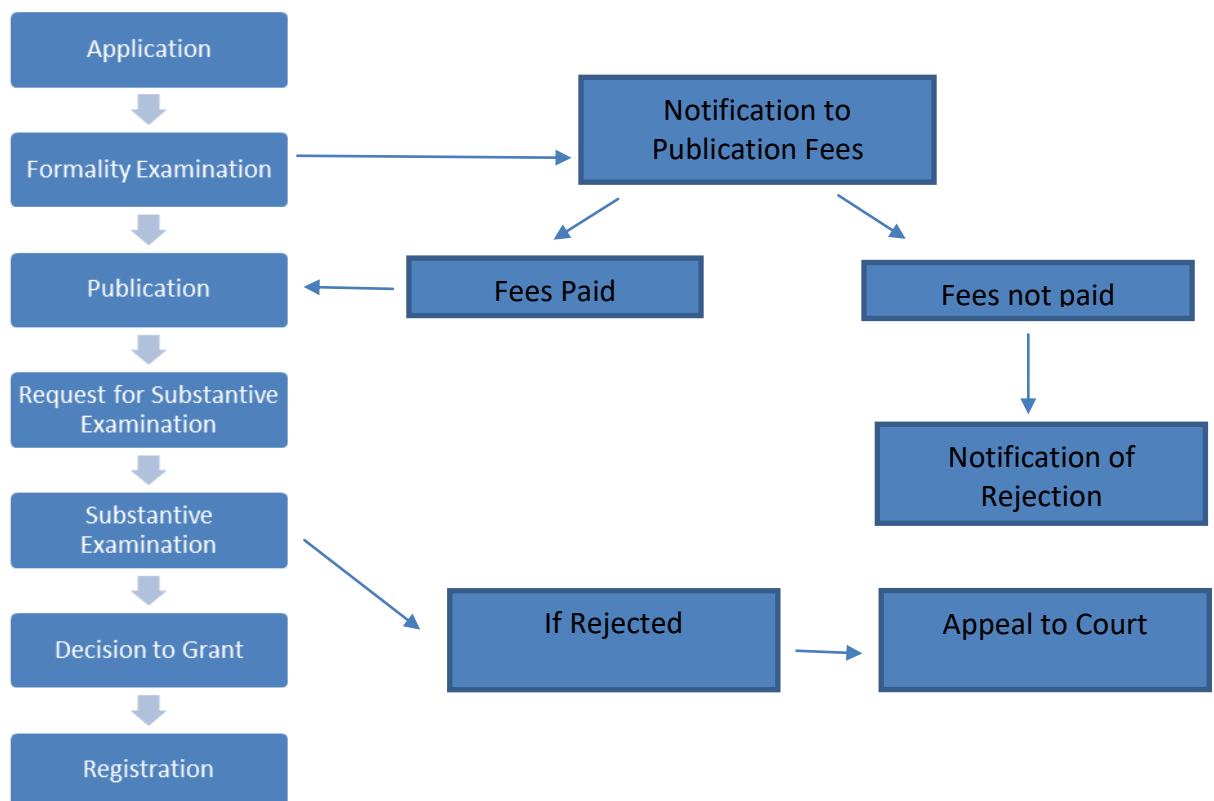 Application
Formality Examination
Publication
Request for Substantive
Examination
Substantive
Examination
Decision to Grant
Registration
Notification to
Publication Fees
Fees Paid
Fees not paid
Notification of
Rejection
If Rejected
Appeal to Court